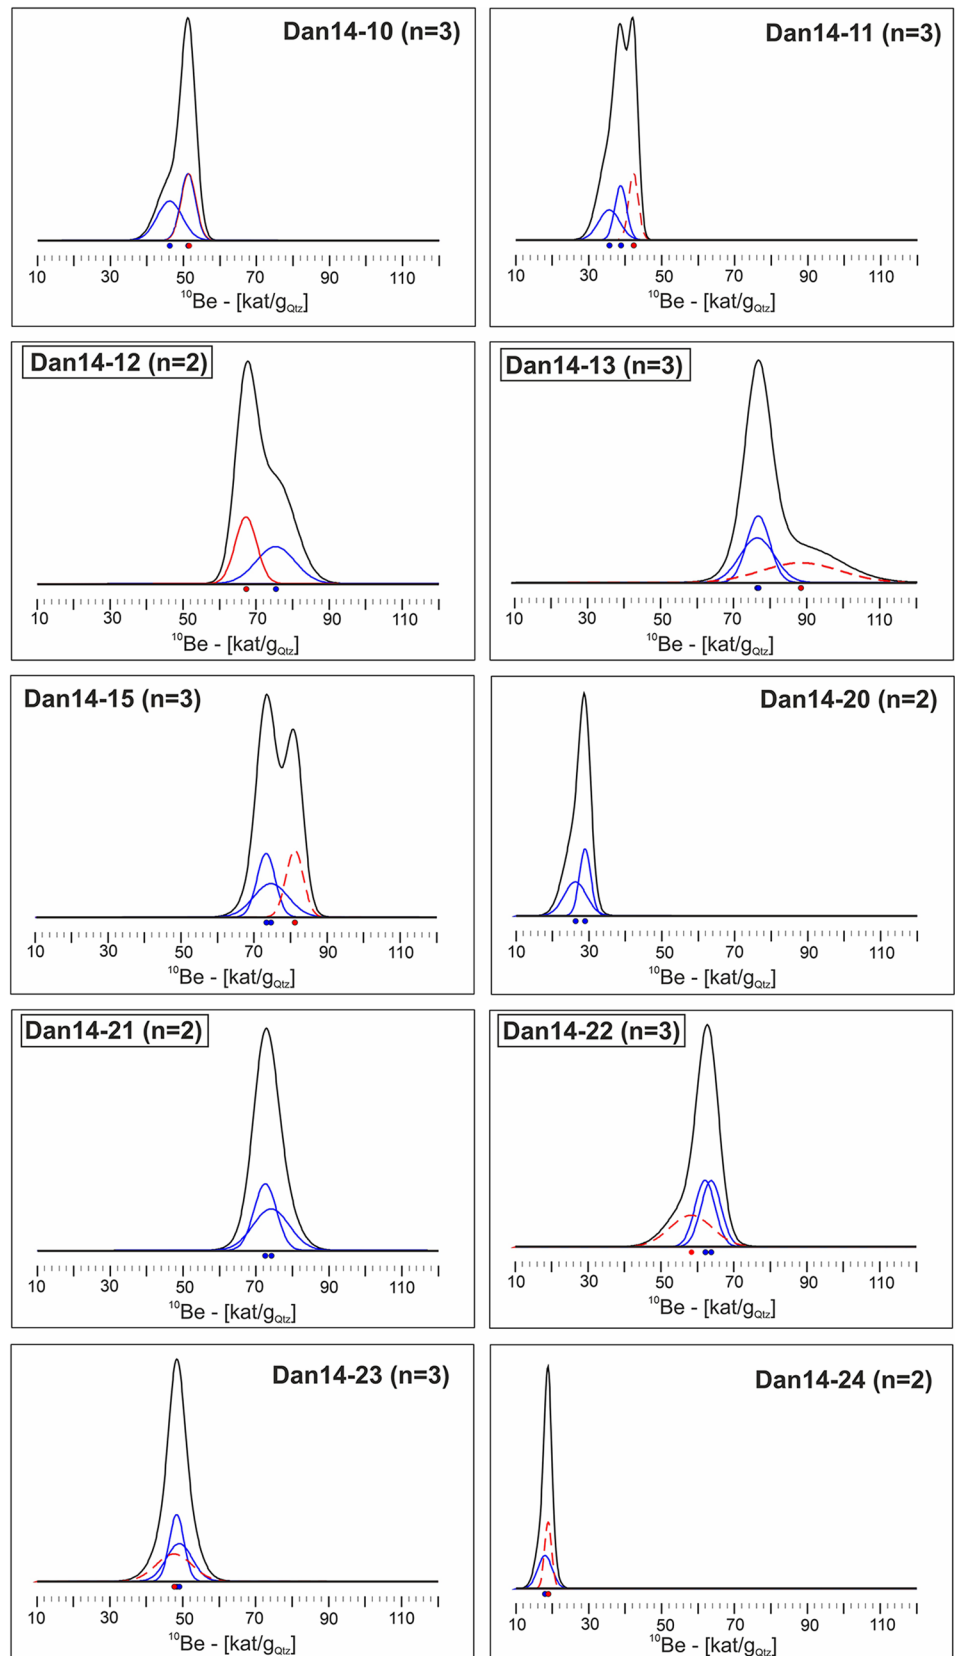 Dan14-10 (n=3)
10 30 50 70 90 110
10Be - [kat/gQtz]
Dan14-11 (n=3)
10 30 50 70 90 110
10Be - [kat/gQtz]
Dan14-12 (n=2)
10 30 50 70 90 110
10Be - [kat/gQtz]
Dan14-13 (n=3)
10 30 50 70 90 110
10Be - [kat/gQtz]
Dan14-15 (n=3)
10 30 50 70 90 110
10Be - [kat/gQtz]
Dan14-20 (n=2)
10 30 50 70 90 110
10Be - [kat/gQtz]
Dan14-21 (n=2)
10 30 50 70 90 110
10Be - [kat/gQtz]
Dan14-22 (n=3)
10 30 50 70 90 110
10Be - [kat/gQtz]
Dan14-23 (n=3)
10 30 50 70 90 110
10Be - [kat/gQtz]
Dan14-24 (n=2)
10 30 50 70 90 110
10Be - [kat/gQtz]